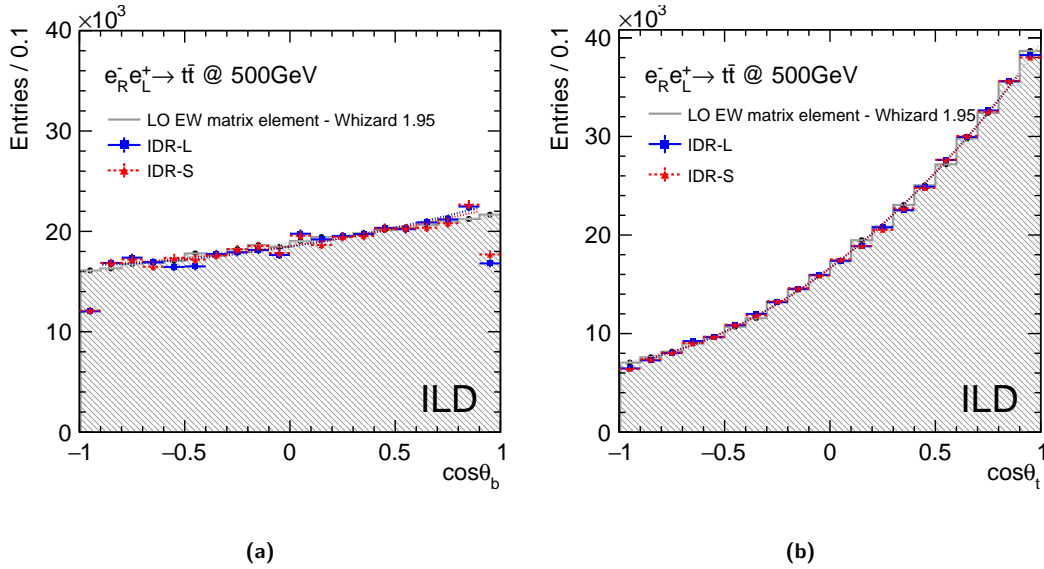 ×10³
Entries / 0.1
40
30
20
10
0
e⁻_R e⁺_L → tt̄ @ 500GeV
LO EW matrix element - Whizard 1.95
IDR-L
IDR-S
ILD
−1 −0.5 0 0.5 1
cosθ_b
(a)
×10³
Entries / 0.1
40
30
20
10
0
e⁻_R e⁺_L → tt̄ @ 500GeV
LO EW matrix element - Whizard 1.95
IDR-L
IDR-S
ILD
−1 −0.5 0 0.5 1
cosθ_t
(b)